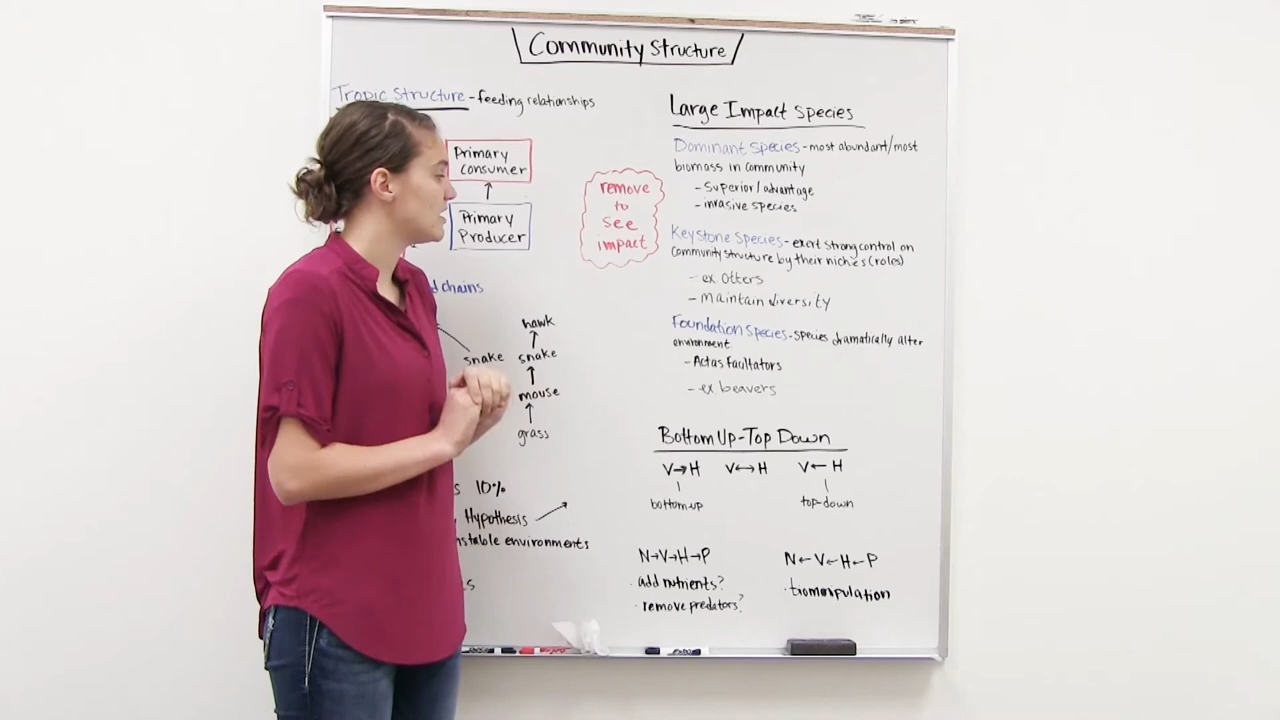 Community Structure
Tropic Structure - feeding relationships
Primary
consumer
Primary
Producer
d chains
snake
hawk
snake
mouse
grass
s 10%
Hypothesis
nstable environments
s
remove
to
see
impact
Large Impact Species
Dominant Species - most abundant/most
biomass in community
- Superior/advantage
- invasive species
Keystone Species - exert strong control on
community structure by their niches (roles)
- ex Otters
- Maintain diversity
Foundation Species - species dramatically alter
environment
- Act as faultators
- ex beavers
Bottom Up-Top Down
V→H V↔H V←H
bottom-up top-down
N→V→H→P
· add nutrients?
· remove predators?
N←V←H←P